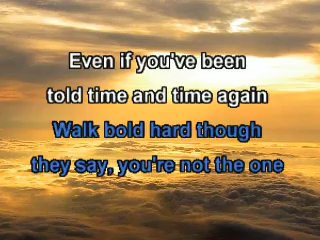 Even if you've been
told time and time again
Walk bold hard though
they say, you're not the one